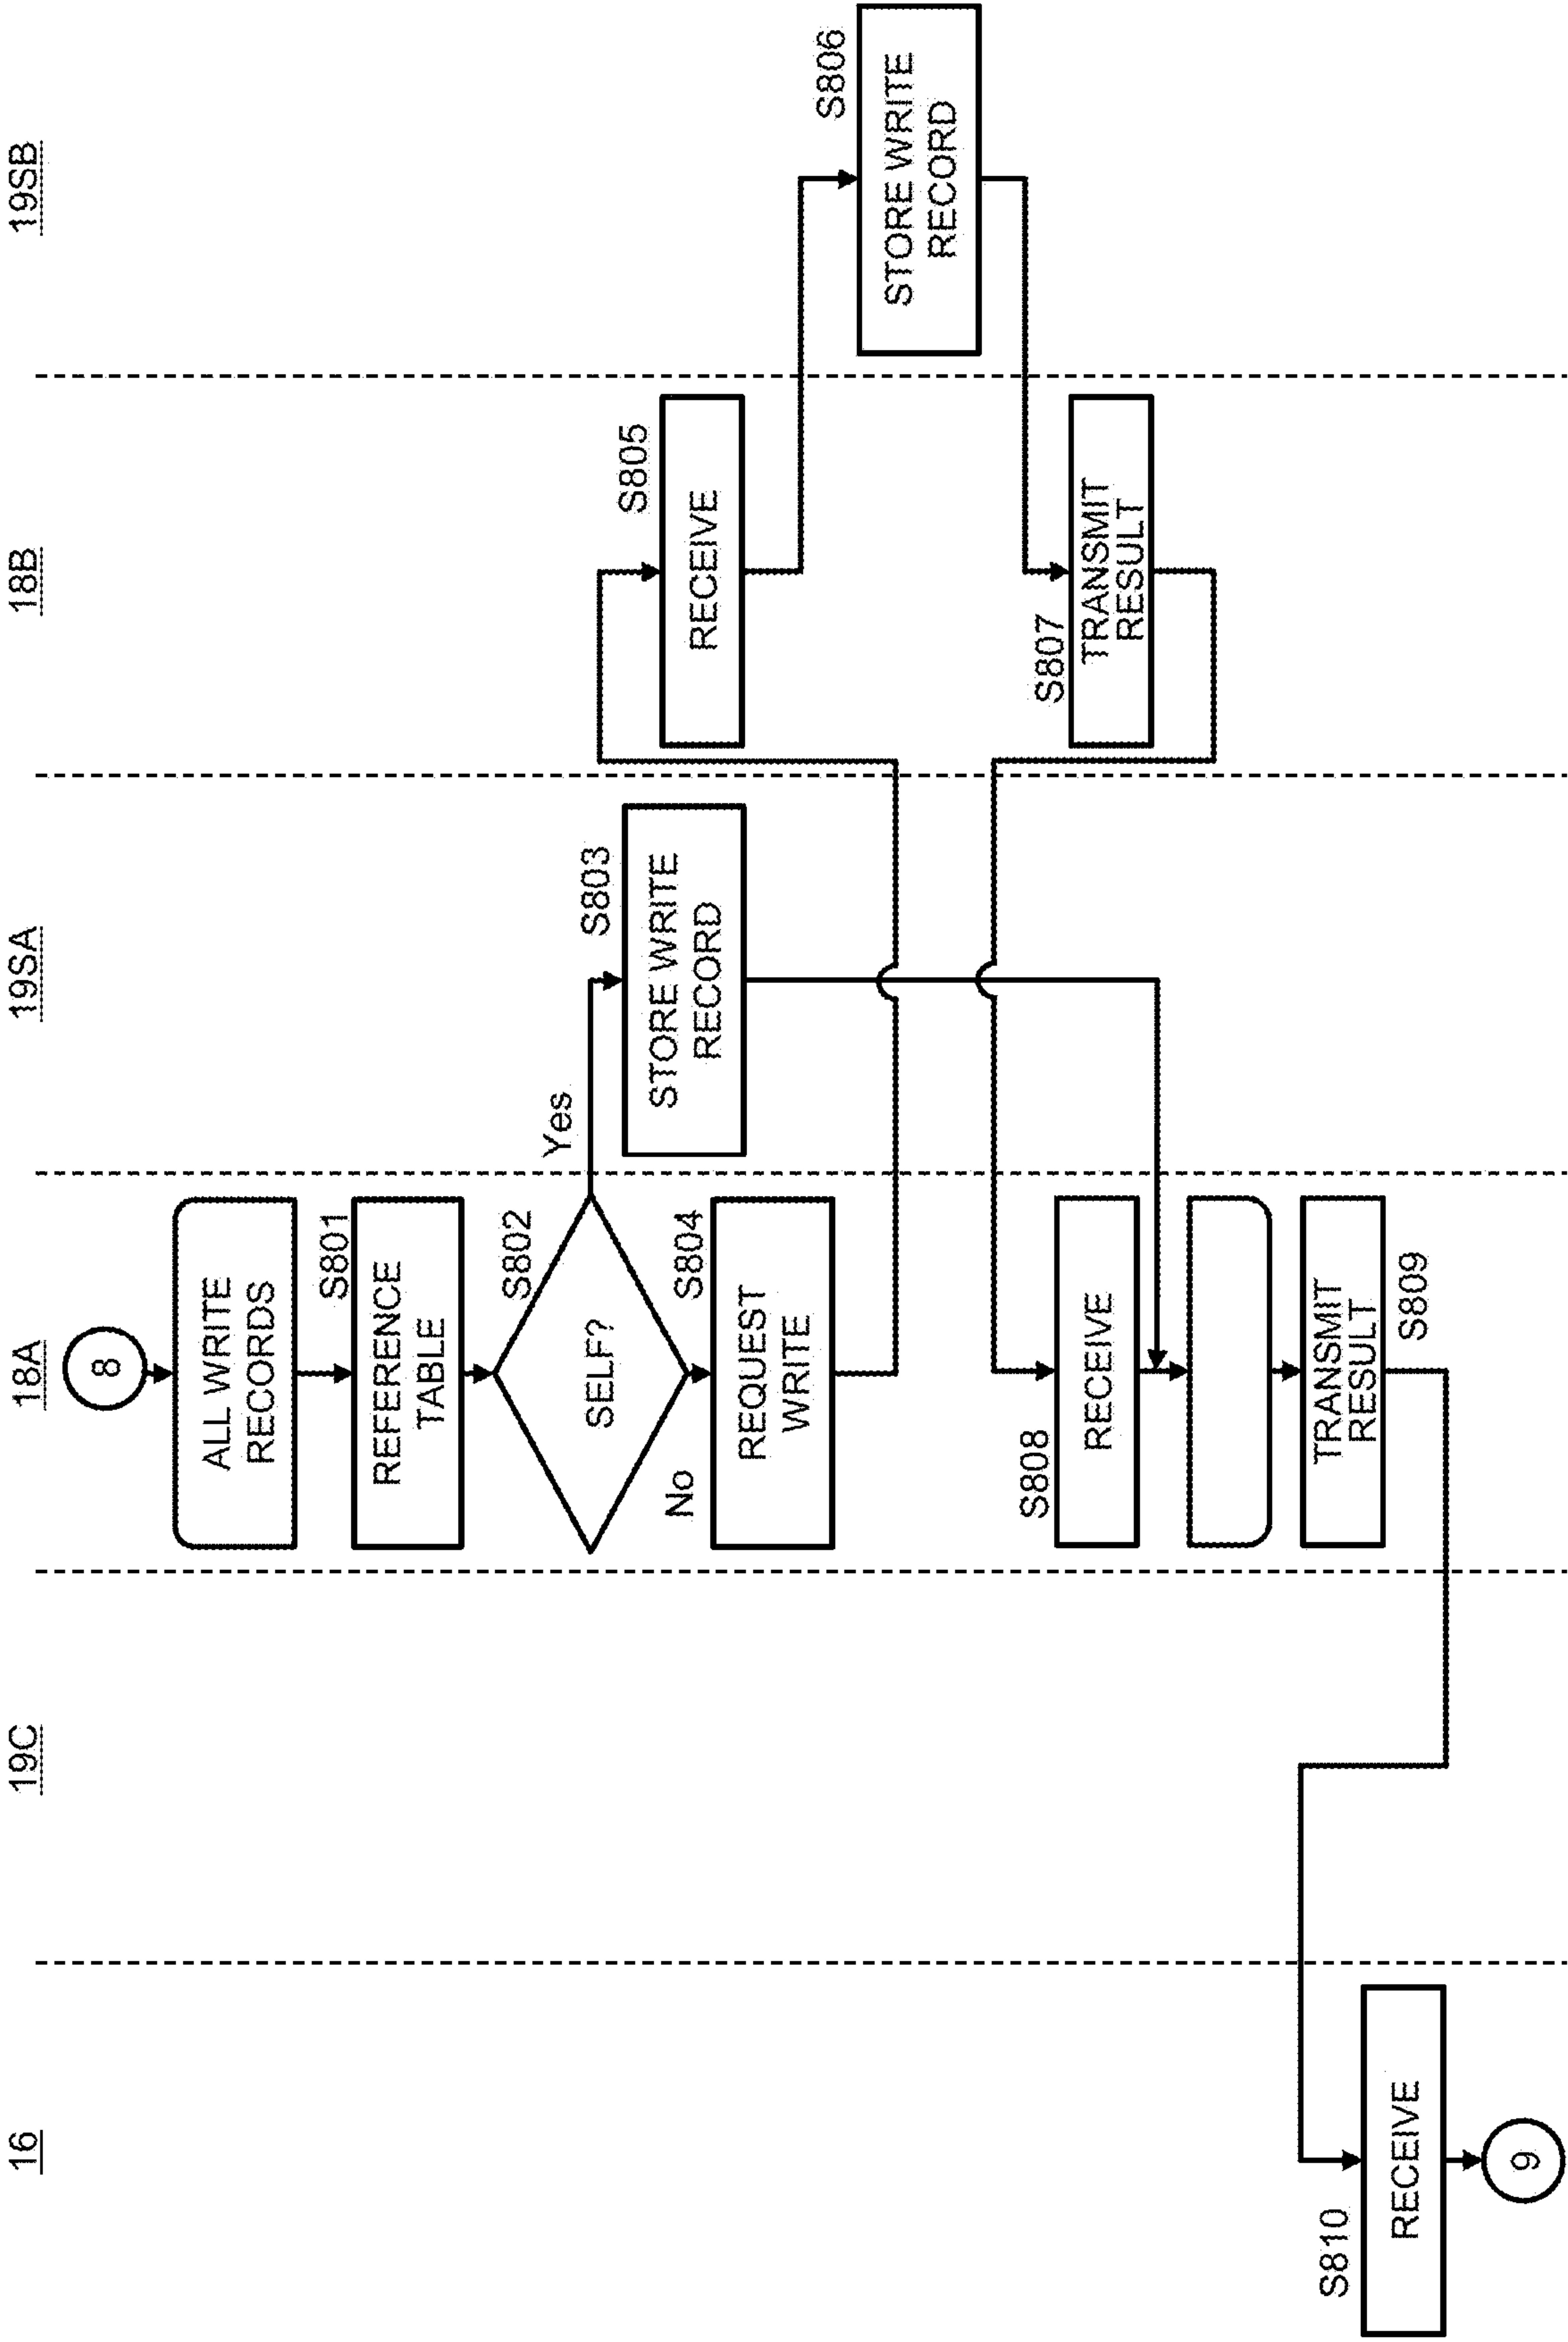 16
19C
18A
19SA
18B
19SB
8
ALL WRITE
RECORDS
S801
REFERENCE
TABLE
S802
SELF?
Yes
No
S803
STORE WRITE
RECORD
S804
REQUEST
WRITE
S805
RECEIVE
S806
STORE WRITE
RECORD
S807
TRANSMIT
RESULT
S808
RECEIVE
TRANSMIT
RESULT
S809
S810
RECEIVE
9